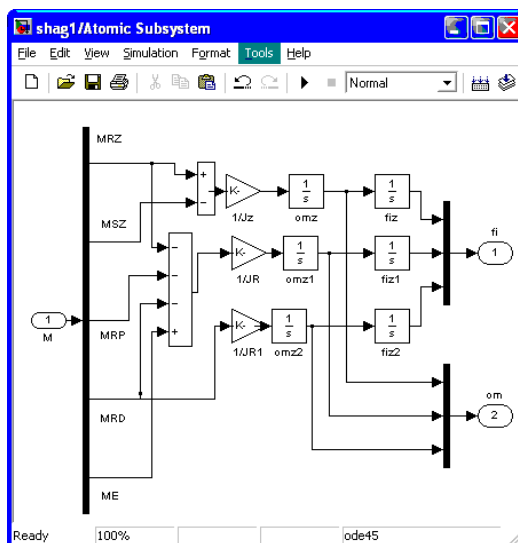 shag1/Atomic Subsystem
File Edit View Simulation Format Tools Help
Normal
MRZ
MSZ
MRP
MRD
ME
1
M
+
−
−
−
−
+
K-
1/Jz
1
s
omz
1
s
fiz
K-
1/JR
1
s
omz1
1
s
fiz1
K-
1/JR1
1
s
omz2
1
s
fiz2
fi
1
om
2
Ready 100% ode45